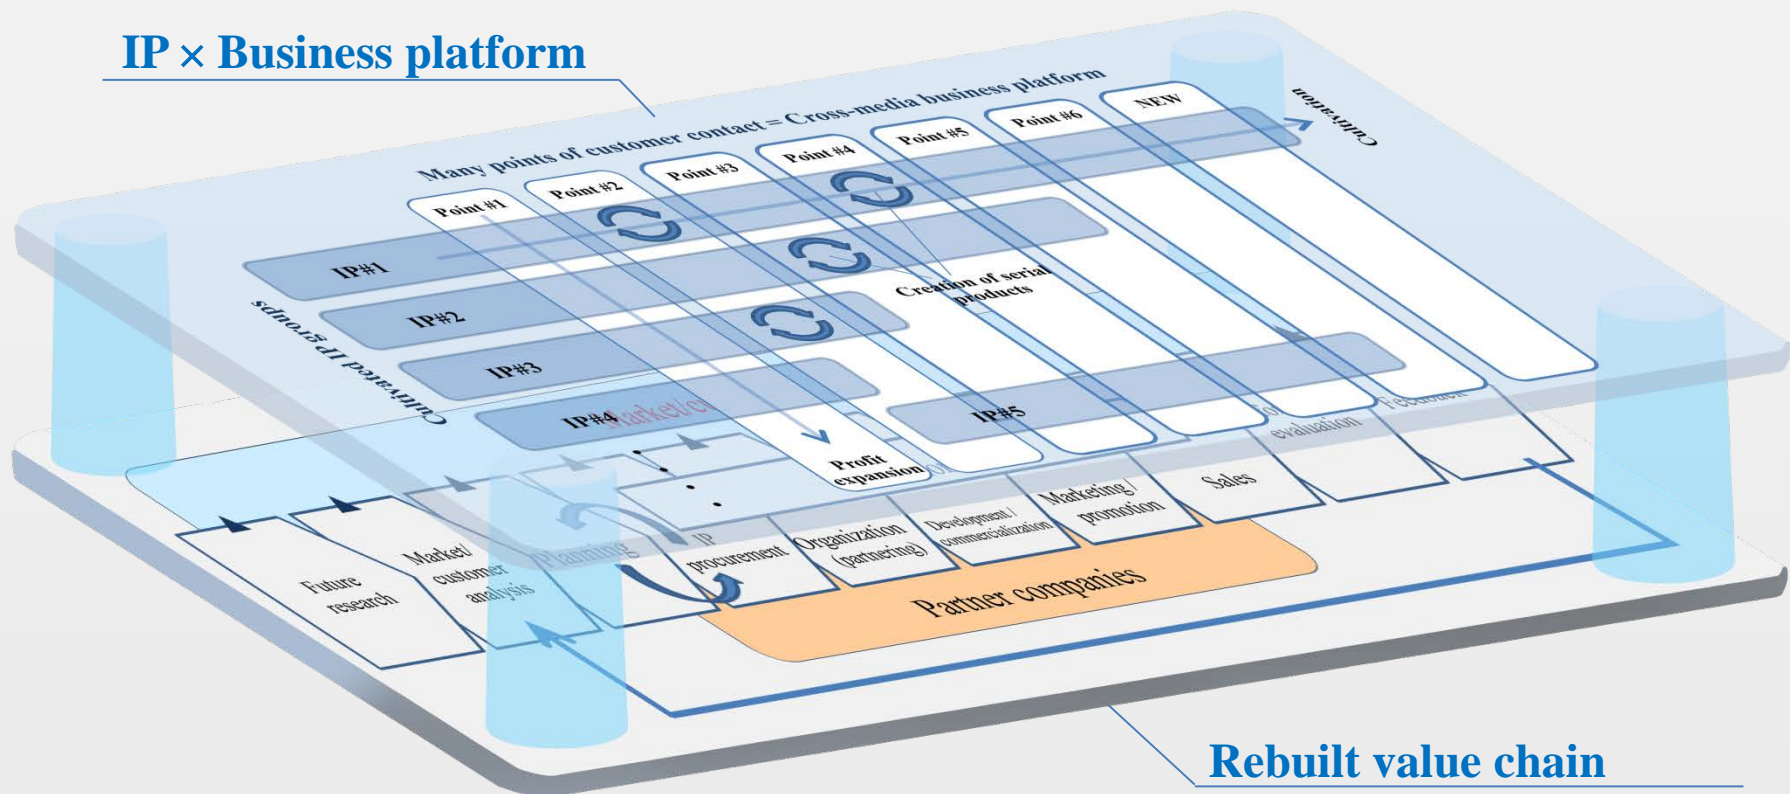 IP × Business platform
Many points of customer contact = Cross-media business platform
Point #1
Point #2
Point #3
Point #4
Point #5
Point #6
NEW
Cultivation
Cultivated IP groups
IP#1
IP#2
IP#3
IP#4
IP#5
Creation of serial
products
Profit
expansion
Future
research
Market/
customer
analysis
Planning
IP
procurement
Organization
(partnering)
Development /
commercialization
Marketing /
promotion
Sales
evaluation
Feedback
Partner companies
Rebuilt value chain